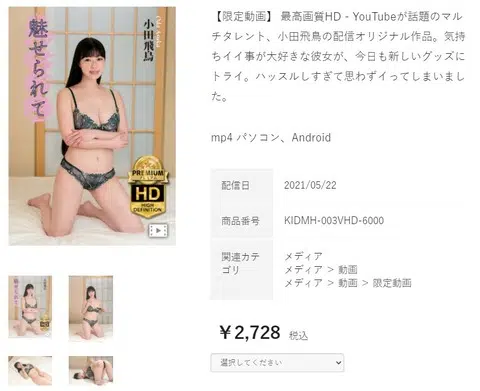 小田飛鳥
Oda Asuka
魅せられて
PREMIUM
HD
HIGH DEFINITION
【限定動画】 最高画質HD - YouTubeが話題のマル
チタレント、小田飛鳥の配信オリジナル作品。気持
ちイイ事が大好きな彼女が、今日も新しいグッズに
トライ。ハッスルしすぎて思わずイってしまいまし
た。
mp4 パソコン、Android
配信日 2021/05/22
商品番号 KIDMH-003VHD-6000
関連カテ
ゴリ
メディア
メディア > 動画
メディア > 動画 > 限定動画
￥2,728 税込
選択してください